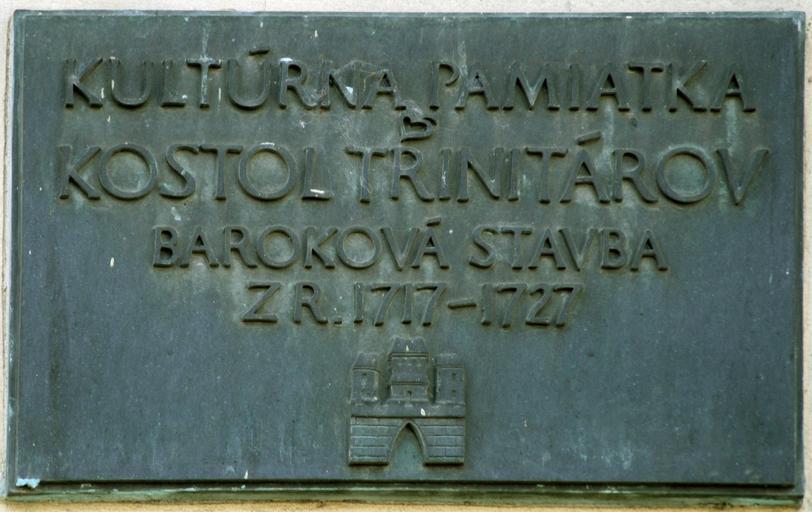 KULTÚRNA PAMIATKA
KOSTOL TRINITÁROV
BAROKOVÁ STAVBA
Z R. 1717-1727